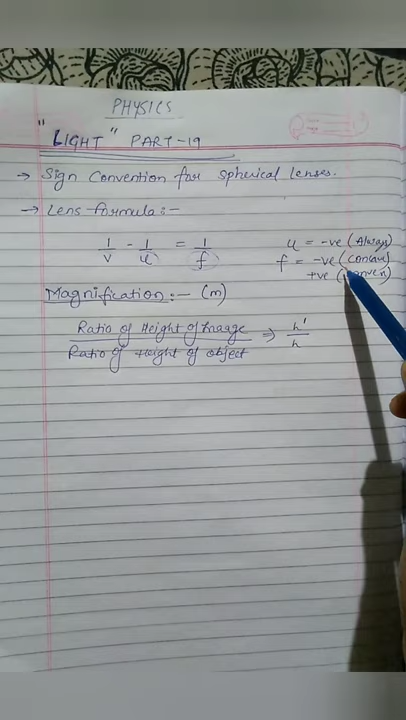 PHYSICS
"LIGHT" PART-19
→ Sign Convention for Spherical lenses.
→ Lens formula:-
1/v - 1/u = 1/f
u = -ve (Always)
f = -ve (Concave)
+ve (Convex)
Magnification:- (m)
Ratio of Height of Image
Ratio of Height of object ⇒ h'/h